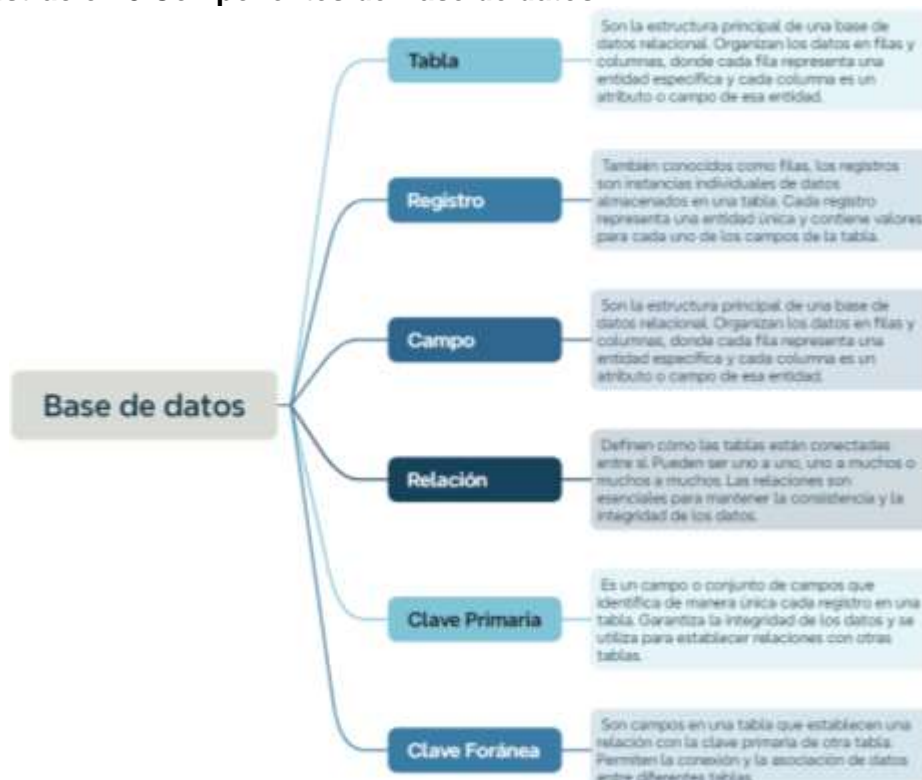 Componentes de base de datos
Tabla
Son la estructura principal de una base de
datos relacional. Organizan los datos en filas y
columnas, donde cada fila representa una
entidad específica y cada columna es un
atributo o campo de esa entidad.
Registro
También conocidos como filas, los registros
son instancias individuales de datos
almacenados en una tabla. Cada registro
representa una entidad única y contiene valores
para cada uno de los campos de la tabla.
Campo
Son la estructura principal de una base de
datos relacional. Organizan los datos en filas y
columnas, donde cada fila representa una
entidad específica y cada columna es un
atributo o campo de esa entidad.
Base de datos
Relación
Definen cómo las tablas están conectadas
entre sí. Pueden ser uno a uno, uno a muchos o
muchos a muchos. Las relaciones son
esenciales para mantener la consistencia y la
integridad de los datos.
Clave Primaria
Es un campo o conjunto de campos que
identifica de manera única cada registro en una
tabla. Garantiza la integridad de los datos y se
utiliza para establecer relaciones con otras
tablas.
Clave Foránea
Son campos en una tabla que establecen una
relación con la clave primaria de otra tabla.
Permiten la conexión y la asociación de datos
entre diferentes tablas.